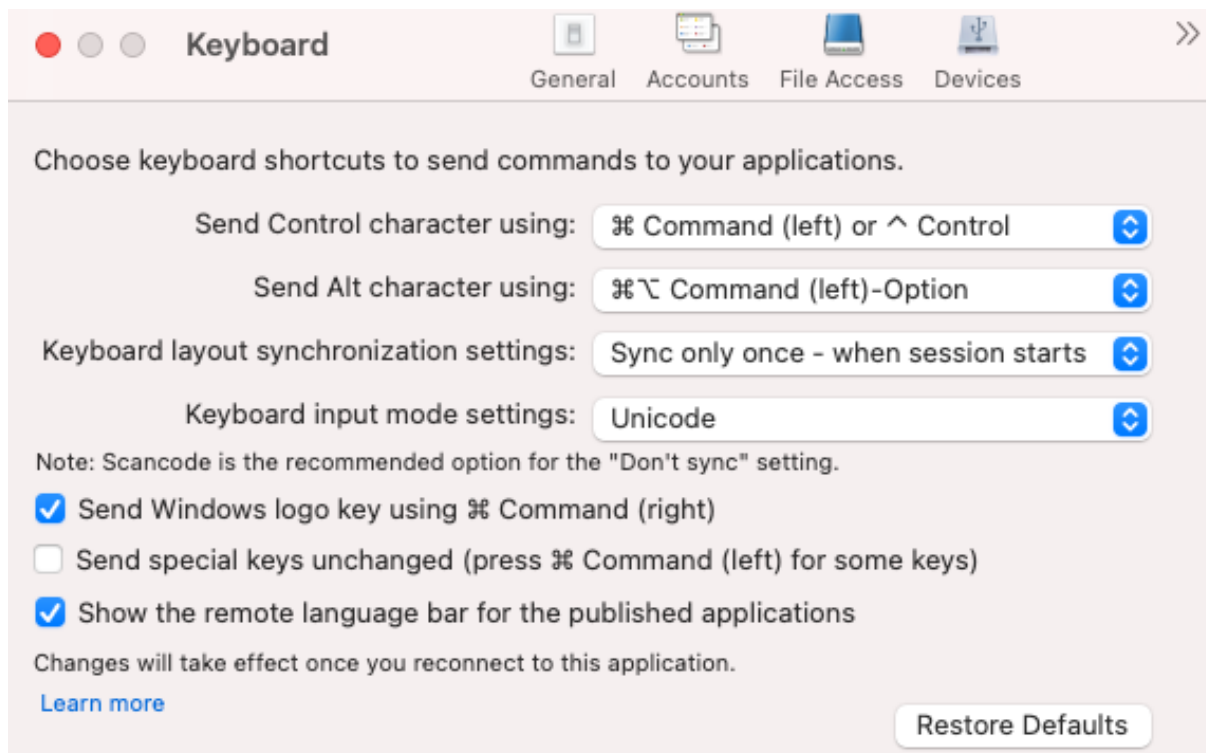 Keyboard
General Accounts File Access Devices
Choose keyboard shortcuts to send commands to your applications.
Send Control character using: ⌘ Command (left) or ^ Control
Send Alt character using: ⌘⌥ Command (left)-Option
Keyboard layout synchronization settings: Sync only once - when session starts
Keyboard input mode settings: Unicode
Note: Scancode is the recommended option for the "Don't sync" setting.
Send Windows logo key using ⌘ Command (right)
Send special keys unchanged (press ⌘ Command (left) for some keys)
Show the remote language bar for the published applications
Changes will take effect once you reconnect to this application.
Learn more
Restore Defaults